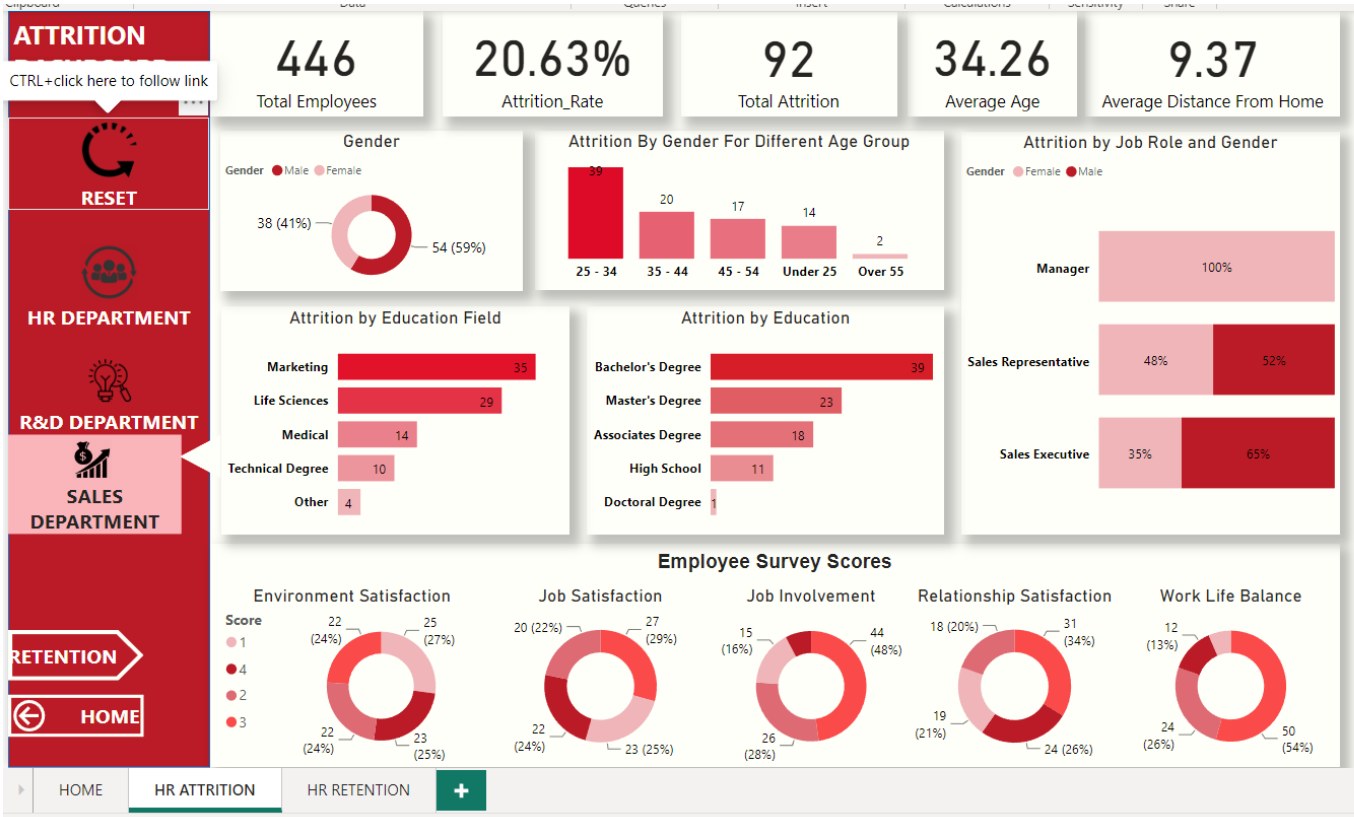 Clipboard
Data
Queries
Insert
Calculations
Sensitivity
Share
ATTRITION
DASHBOARD
CTRL+click here to follow link
...
RESET
HR DEPARTMENT
R&D DEPARTMENT
SALES
DEPARTMENT
RETENTION
HOME
446
Total Employees
20.63%
Attrition_Rate
92
Total Attrition
34.26
Average Age
9.37
Average Distance From Home
Gender
Gender Male Female
38 (41%)
54 (59%)
Attrition By Gender For Different Age Group
39
20
17
14
2
25 - 34
35 - 44
45 - 54
Under 25
Over 55
Attrition by Job Role and Gender
Gender Female Male
Manager 100%
Sales Representative 48% 52%
Sales Executive 35% 65%
Attrition by Education Field
Marketing 35
Life Sciences 29
Medical 14
Technical Degree 10
Other 4
Attrition by Education
Bachelor's Degree 39
Master's Degree 23
Associates Degree 18
High School 11
Doctoral Degree 1
Employee Survey Scores
Score
1
4
2
3
Environment Satisfaction
22
(24%)
25
(27%)
22
(24%)
23
(25%)
Job Satisfaction
20 (22%)
27
(29%)
22
(24%)
23 (25%)
Job Involvement
15
(16%)
44
(48%)
26
(28%)
Relationship Satisfaction
18 (20%)
31
(34%)
19
(21%)
24 (26%)
Work Life Balance
12
(13%)
24
(26%)
50
(54%)
HOME
HR ATTRITION
HR RETENTION
+